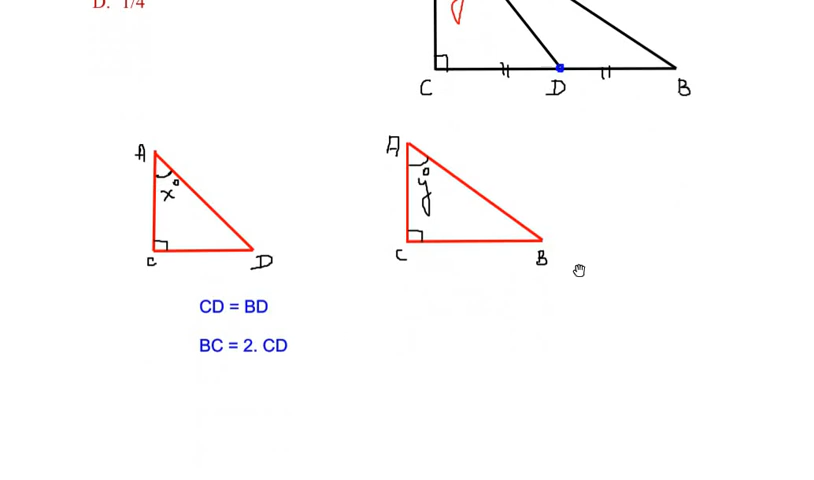 D. 1/4
C D B
A A
x° y°
C D C B
CD = BD
BC = 2. CD